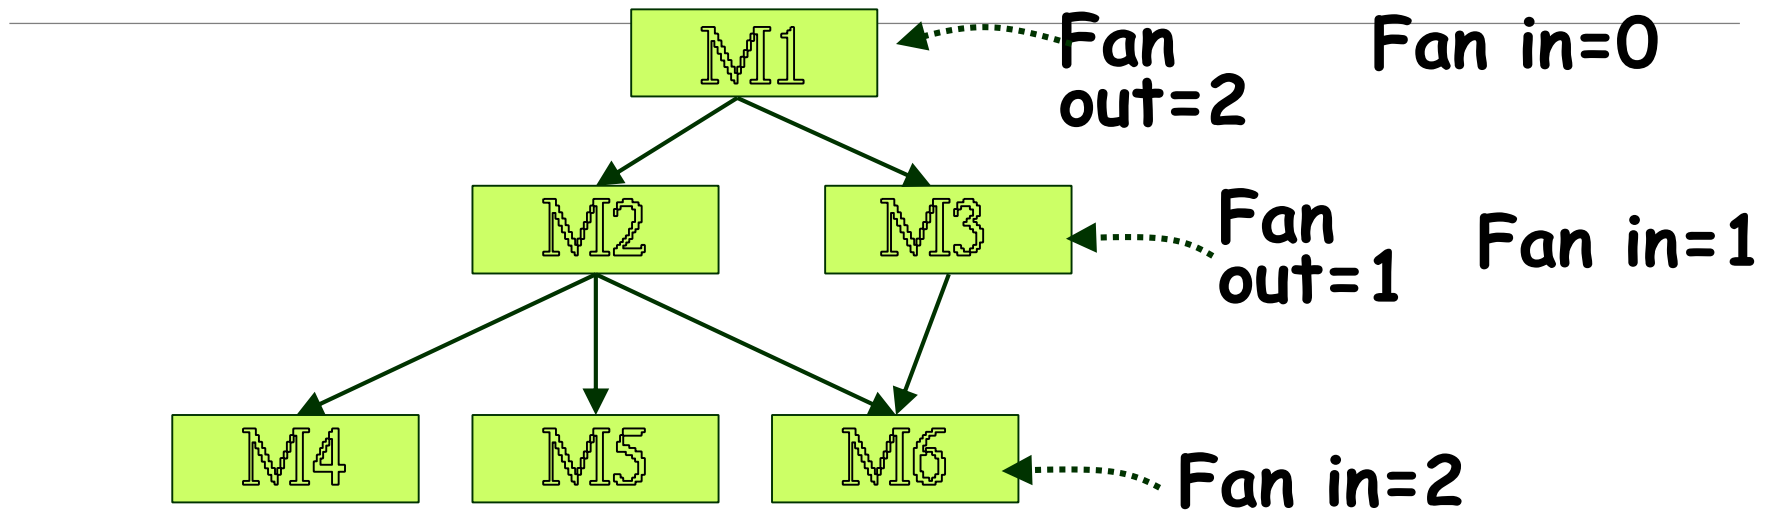 M1
Fan
out=2
Fan in=0
M2
M3
Fan
out=1
Fan in=1
M4
M5
M6
Fan in=2